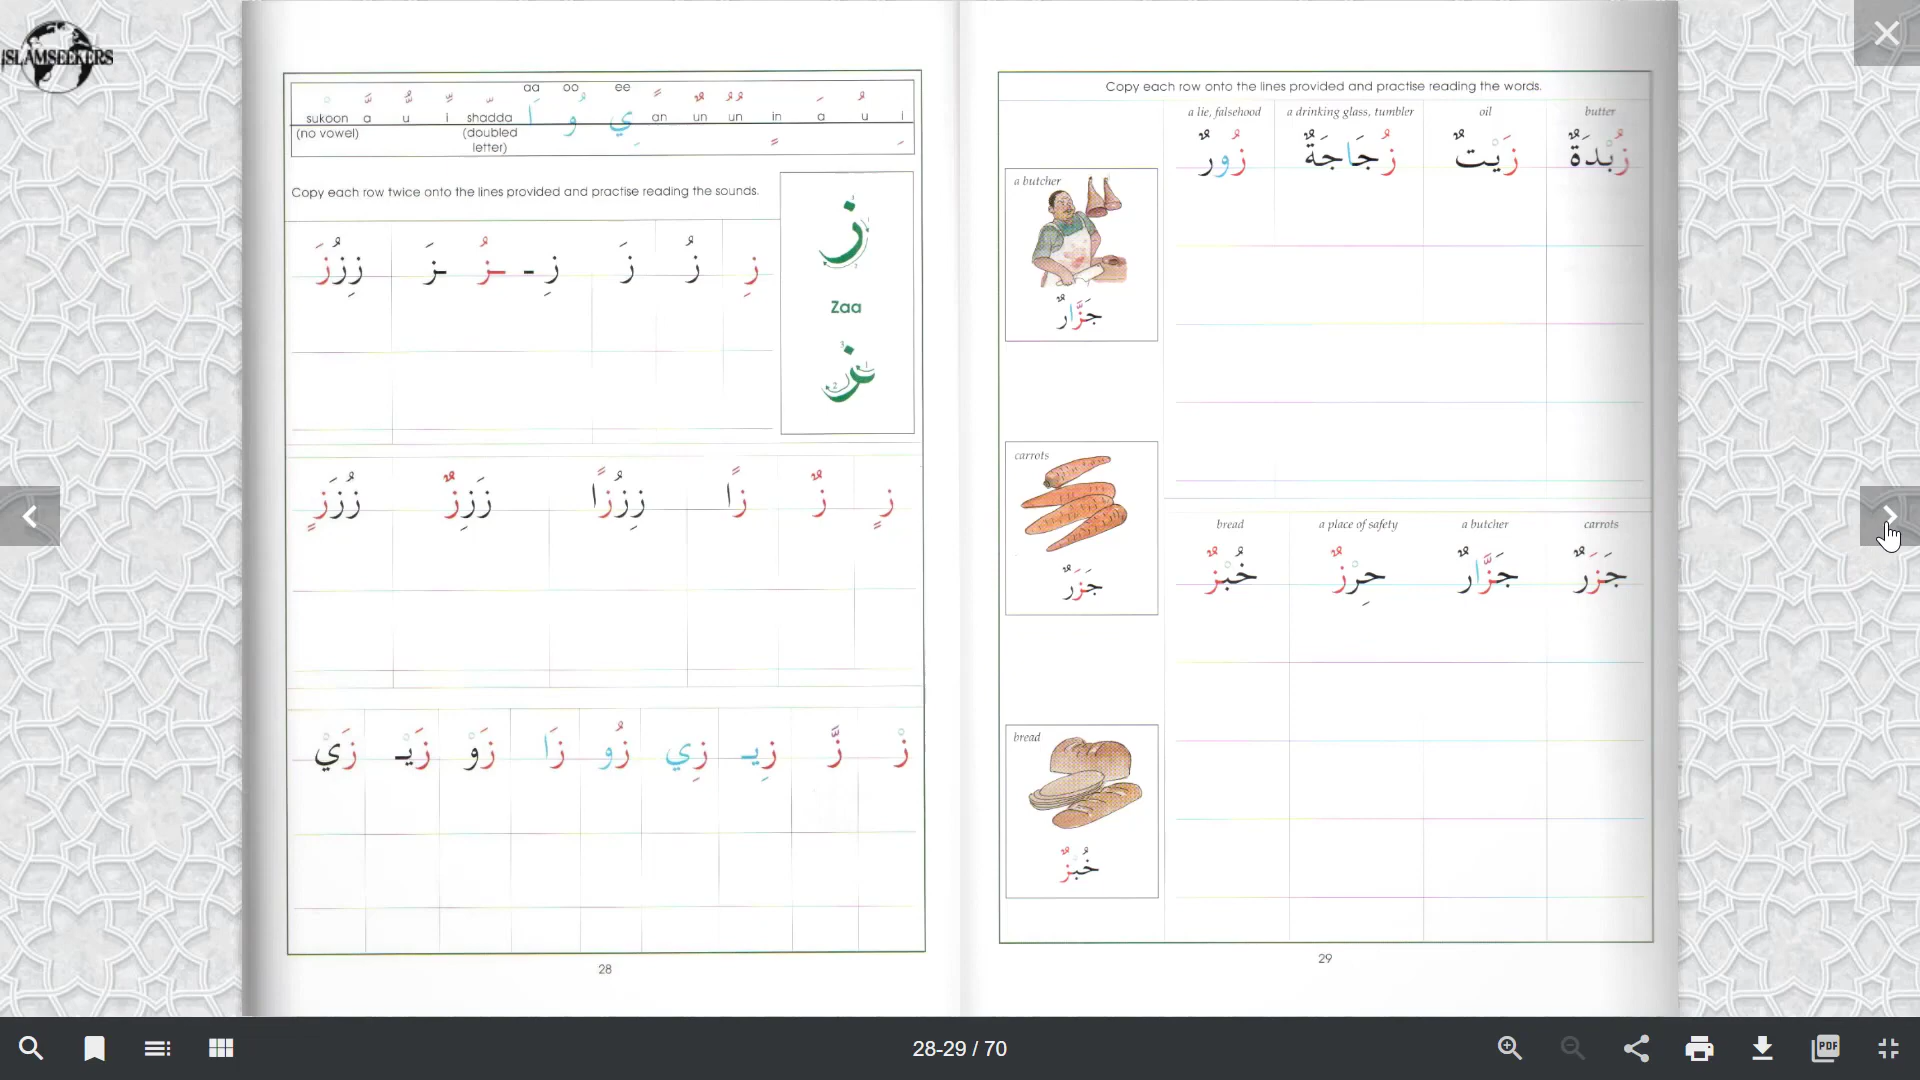 ISLAMSEEKERS
aa oo ee
sukoon a u i shadda an un un in a u i
(no vowel) (doubled letter)
Copy each row twice onto the lines provided and practise reading the sounds.
زِ زُ زَ زِ - ـزُ ـزَ زِزُزَ
Zaa
زٍ زٌ زًا زِزُزًا زَزِزٌ زُزَزٍ
زْ زَّ زِيـ زِي زُو زَا زَوْ زَيْـ زَيْ
28
Copy each row onto the lines provided and practise reading the words.
butter oil a drinking glass, tumbler a lie, falsehood
زُبْدَةٌ زَيْتٌ زُجَاجَةٌ زُورٌ
a butcher
جَزَّارٌ
carrots
جَزَرٌ
carrots a butcher a place of safety bread
جَزَرٌ جَزَّارٌ حِرْزٌ خُبْزٌ
bread
خُبْزٌ
29
28-29 / 70
PDF